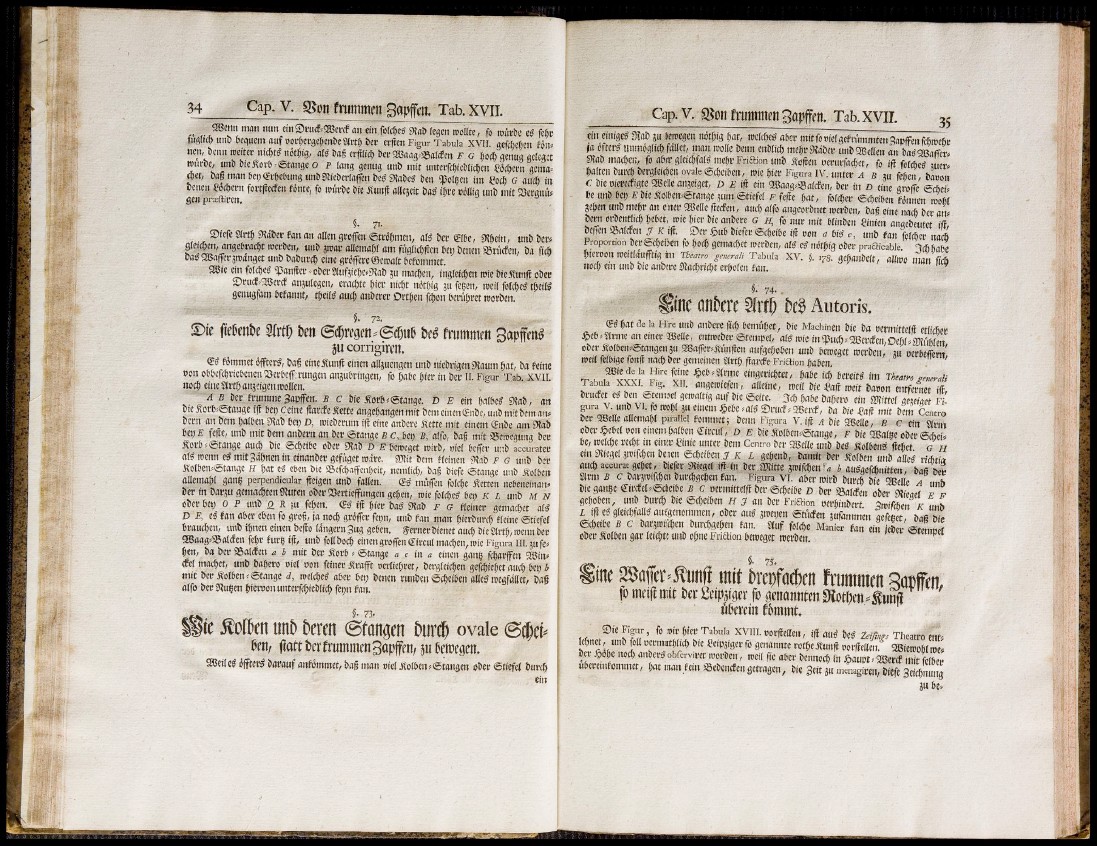 34 Cap. V. Von krummen Zapffen. Tab. XVII.
Wenn man nun ein Druck-Werck an ein solches Rad legen wollte, so würde es sehr
füglich und bequem auf vorhergehende Arth der ersten Figur Tabula XVII. geschehen kön-
nen, denn weiter nichts nöthig, als daß erstlich der Waag-Balcken F G hoch genug geleget
würde, und die Korb-Stange O P lang genug und mit unterschiedlichen Löchern gema-
chet, daß man bey Erhebung und Niederlassen des Rades den Poltzen im Loch G auch in
denen Löchern fortstecken könte, so würde die Kunst allezeit das ihre völlig und mit Vergnü-
gen præstiren.
§. 71.
Diese Arth Räder kan an allen grossen Ströhmen, als der Elbe, Rhein, und der-
gleichen, angebracht werden, und zwar allemahl am füglichsten bey denen Brücken, da sich
das Wasser zwänget und dadurch eine grössere Gewalt bekommet.
Wie ein solches Panster- oder Aufziehe-Rad zu machen, ingleichen wie die Kunst oder
Druck-Werck anzulegen, erachte hier nicht nöthig zu setzen, weil solches theils
genugsam bekannt, theils auch anderer Orthen schon berühret worden.
§. 72.
Die siebende Arth den Schregen-Schub des krummen Zapffens
zu corrigiren.
Es kömmet öffters, daß eine Kunst einen allzuengen und niedrigen Raum hat, da keine
von obbeschriebenen Verbesserungen anzubringen, so habe hier in der II. Figur Tab. XVII.
noch eine Arth anzeigen wollen.
A B der krumme Zapffen. B C die Korb-Stange. D E ein halbes Rad, an
die Korb-Stange ist bey C eine starcke Kette angehangen mit dem einen Ende, und mit dem an-
dern an dem halben Rad bey D, wiederum ist eine andere Kette mit einem Ende am Rad
bey E feste, und mit dem andern an der Stange B C, bey B, also, daß mit Bewegung der
Korb-Stange auch die Scheibe oder Rad D E beweget wird, viel besser und accurater
als wenn es mit Zähnen in einander gefüget wäre. Mit dem kleinen Rad F G und der
Kolben-Stange H hat es eben die Beschaffenheit, nemlich, daß diese Stange und Kolben
allemahl gantz perpendicular steigen und fallen. Es müssen solche Ketten nebeneinan-
der in darzu gemachten Nuten oder Vertieffungen gehen, wie solches bey K L und M N
oder bey O P und Q R zu sehen. Es ist hier das Rad F G kleiner gemachet als
D E, es kan aber eben so groß, ja noch grösser seyn, und kan man hierdurch kleine Stiefel
brauchen, und ihnen einen desto längern Zug geben. Ferner dienet auch die Arth, wenn der
Waag-Balcken sehr kurtz ist, und soll doch einen grossen Circul machen, wie Figura III. zu se-
hen, da der Balcken a b mit der Korb-Stange a c in a einen gantz scharffen Win-
ckel machet, und dahero viel von seiner Krafft verliehret, dergleichen geschiehet auch bey b
mit der Kolben-Stange d, welches aber bey denen runden Scheiben alles wegfället, daß
also der Nutzen hiervon unterschiedlich seyn kan.
§. 73.
Wie Kolben und deren Stangen durch ovale Schei-
ben, statt der krummen Zapffen, zu bewegen.
Weil es öffters darauf ankömmet, daß man viel Kolben-Stangen oder Stiefel durch
ein
Cap. V. Von krummen Zapffen. Tab. XVII. 35
ein einiges Rad zu bewegen nöthig hat, welches aber mit so viel gekrümmten Zapffen schwehr
ja öfters unmöglich fället, man wolle denn endlich mehr Räder und Wellen an das Wasser-
Rad machen, so aber gleichfals mehr Friction und Kosten verursachet, so ist solches zuer-
halten durch dergleichen ovale Scheiben, wie hier Figura IV. unter A B zu sehen, davon
C die viereckigte Welle anzeiget, D E ist ein Waag-Balcken, der in D eine grosse Schei-
be und bey E die Kolben-Stange zum Stiefel F feste hat, solcher Scheiben können wohl
zehen und mehr an einer Welle stecken, auch also angeordnet werden, daß eine nach der an-
dern ordentlich hebet, wie hier die andere G H, so nur mit blinden Linien angedeutet ist,
dessen Balcken J K ist. Der Hub dieser Scheibe ist von a bis c, und kan solcher nach
Proportion der Scheiben so hoch gemachet werden, als es nöthig oder practicable. Ich habe
hiervon weitläufftig im Theatro generali Tabula XV. §. 178. gehandelt, allwo man sich
noch ein und die andere Nachricht erholen kan.
§. 74.
Eine andere Arth des Autoris.
Es hat de la Hire und andere sich bemühet, die Machinen die da vermittelst etlicher
Heb-Arme an einer Welle, entweder Stempel, als wie in Puch-Wercken, Oehl-Mühlen,
oder Kolben-Stangen zu Wasser-Künsten aufgehoben und beweget werden, zu verbessern,
weil selbige sonst nach der gemeinen Arth starcke Friction haben.
Wie de la Hire seine Heb-Arme eingerichtet, habe ich bereits im Theatro generali
Tabula XXXI. Fig. XII. angewiesen, alleine, weil die Last weit davon entfernet ist,
drucket es den Stempel gewaltig auf die Seite. Ich habe dahero ein Mittel gezeiget Fi-
gura V. und VI. so wohl zu einem Hebe- als Druck-Werck, da die Last mit dem Centro
der Welle allemahl parallel kommet; denn Figura V. ist A die Welle, B C ein Arm
oder Hebel von einem halben Circul, D E die Kolben-Stange, F die Waltze oder Schei-
be, welche recht in einer Linie unter dem Centro der Welle und des Kolbens stehet. G H
ein Riegel zwischen denen Scheiben J K L gehend, damit der Kolben und alles richtig
auch accurat gehet, dieser Riegel ist in der Mitte zwischen a b ausgeschnitten, daß der
Arm B C darzwischen durchgehen kan. Figura VI. aber wird durch die Welle A und
die gantze Circkel-Scheibe B C vermittelst der Scheibe D der Balcken oder Riegel E F
gehoben, und durch die Scheiben H J an der Friction verhindert. Zwischen K und
L ist es gleichfalls ausgenommen, oder aus zweyen Stücken zusammen gesetzet, daß die
Scheibe B C darzwischen durchgehen kan. Auf solche Manier kan ein jeder Stempel
oder Kolben gar leichte und ohne Friction beweget werden.
§. 75.
Eine Wasser-Kunst mit dreyfachen krummen Zapffen,
so meist mit der Leipziger so genannten Rothen-Kunst
überein kömmt.
Die Figur, so wir hier Tabula XVIII. vorstellen, ist aus des Zeisings Theatro ent-
lehnet, und soll vermuthlich die Leipziger so genannte rothe Kunst vorstellen. Wiewohl we-
der Höhe noch anders observiret worden, weil sie aber dennoch in Haupt-Werck mit selber
übereinkommt, hat man kein Bedencken getragen, die Zeit zu menagiren, diese Zeichnung
zu be-